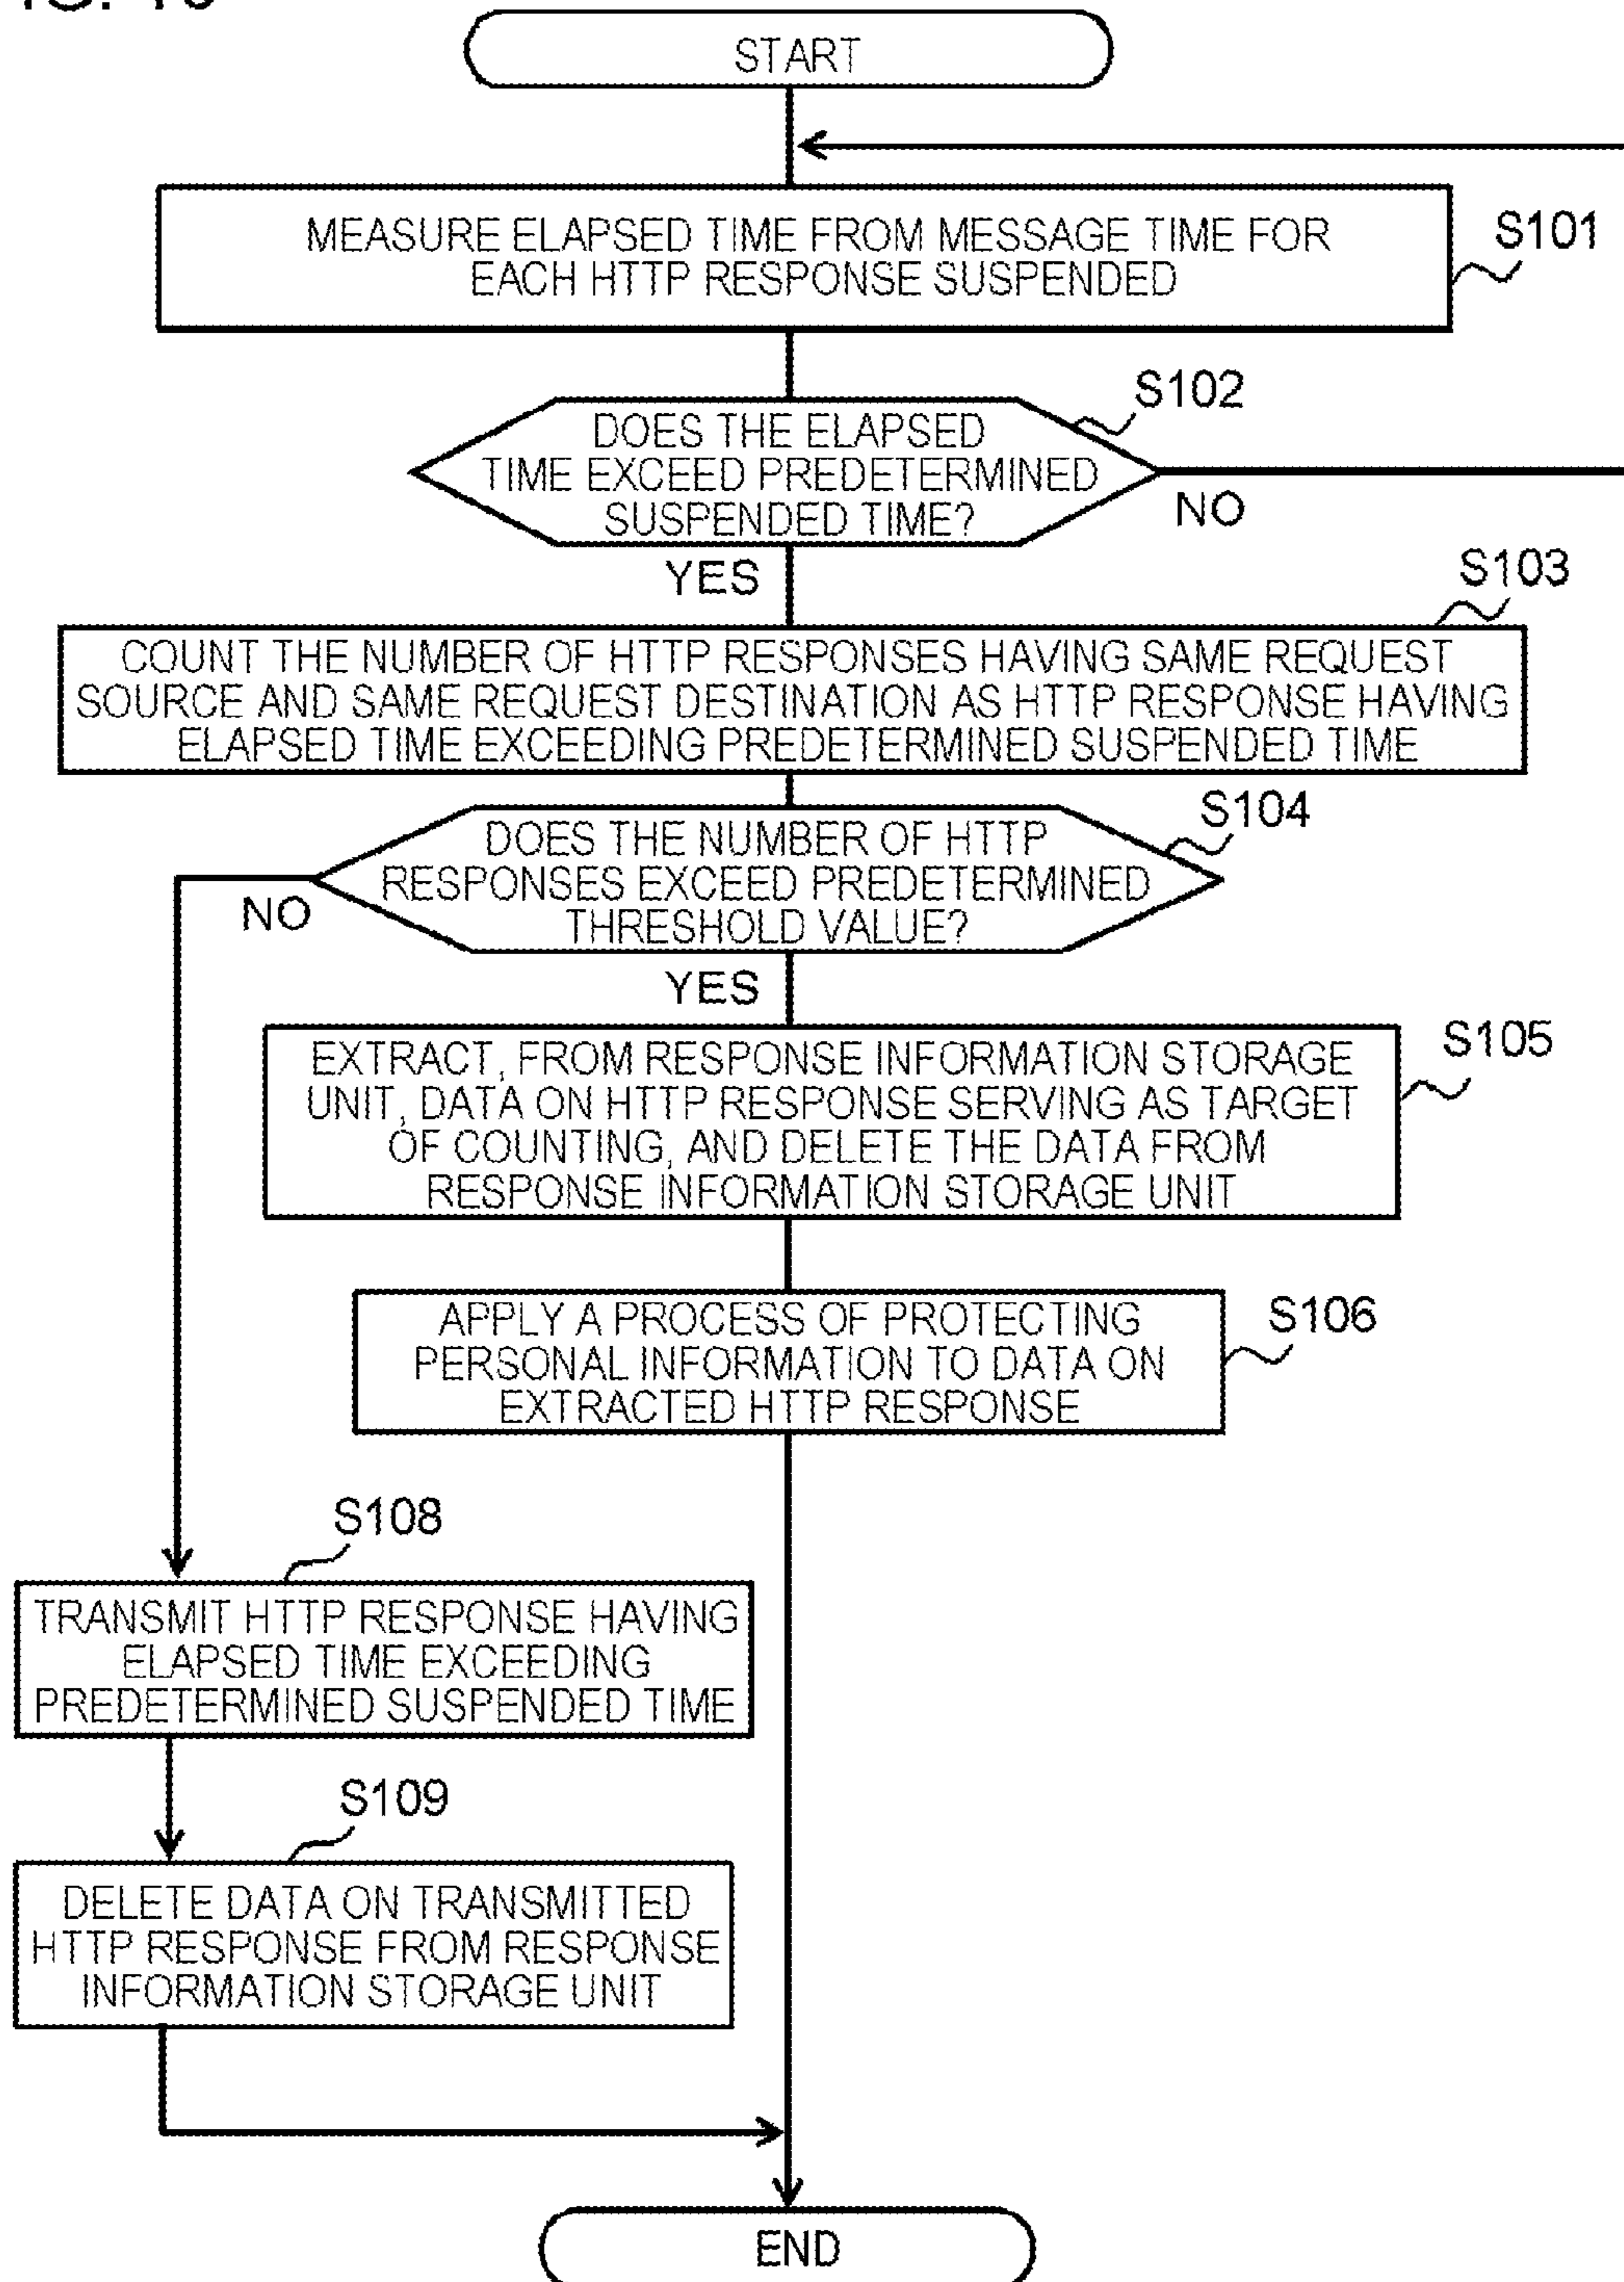 START
MEASURE ELAPSED TIME FROM MESSAGE TIME FOR
EACH HTTP RESPONSE SUSPENDED
S101
S102
DOES THE ELAPSED
TIME EXCEED PREDETERMINED
SUSPENDED TIME?
NO
YES
S103
COUNT THE NUMBER OF HTTP RESPONSES HAVING SAME REQUEST
SOURCE AND SAME REQUEST DESTINATION AS HTTP RESPONSE HAVING
ELAPSED TIME EXCEEDING PREDETERMINED SUSPENDED TIME
S104
DOES THE NUMBER OF HTTP
RESPONSES EXCEED PREDETERMINED
THRESHOLD VALUE?
NO
YES
S105
EXTRACT, FROM RESPONSE INFORMATION STORAGE
UNIT, DATA ON HTTP RESPONSE SERVING AS TARGET
OF COUNTING, AND DELETE THE DATA FROM
RESPONSE INFORMATION STORAGE UNIT
S106
APPLY A PROCESS OF PROTECTING
PERSONAL INFORMATION TO DATA ON
EXTRACTED HTTP RESPONSE
S108
TRANSMIT HTTP RESPONSE HAVING
ELAPSED TIME EXCEEDING
PREDETERMINED SUSPENDED TIME
S109
DELETE DATA ON TRANSMITTED
HTTP RESPONSE FROM RESPONSE
INFORMATION STORAGE UNIT
END